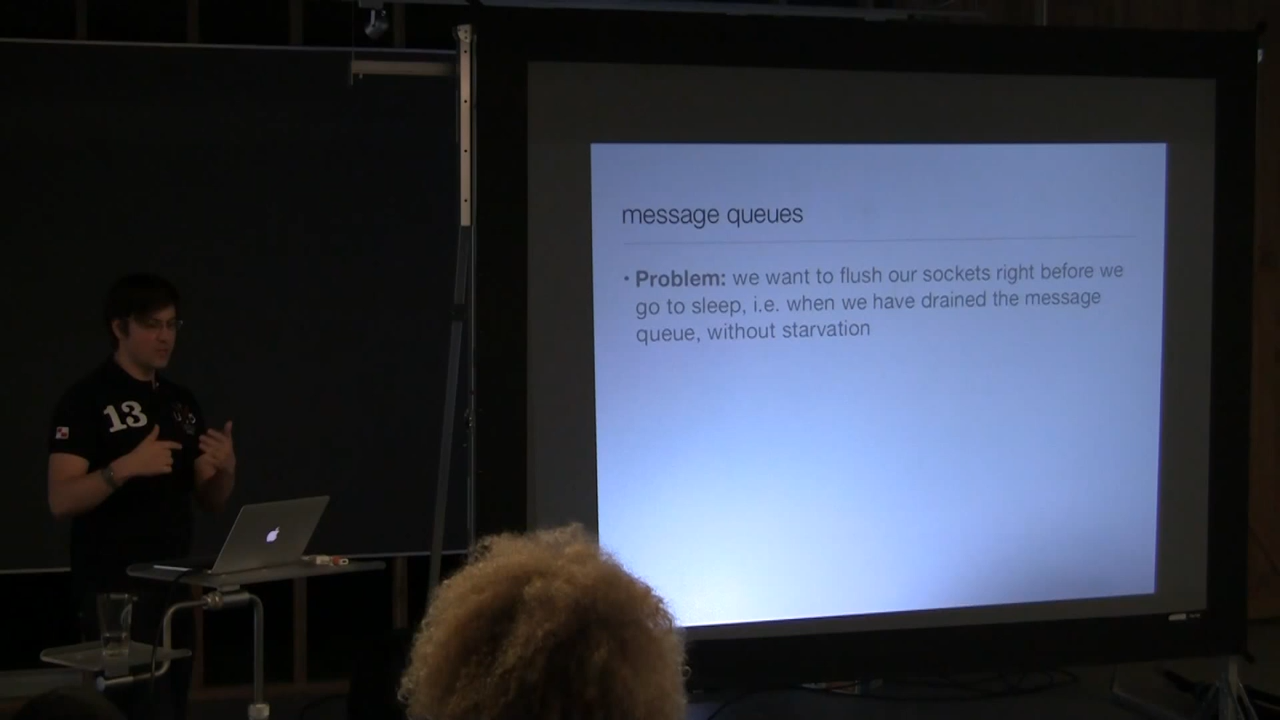 message queues
• Problem: we want to flush our sockets right before we
go to sleep, i.e. when we have drained the message
queue, without starvation
13